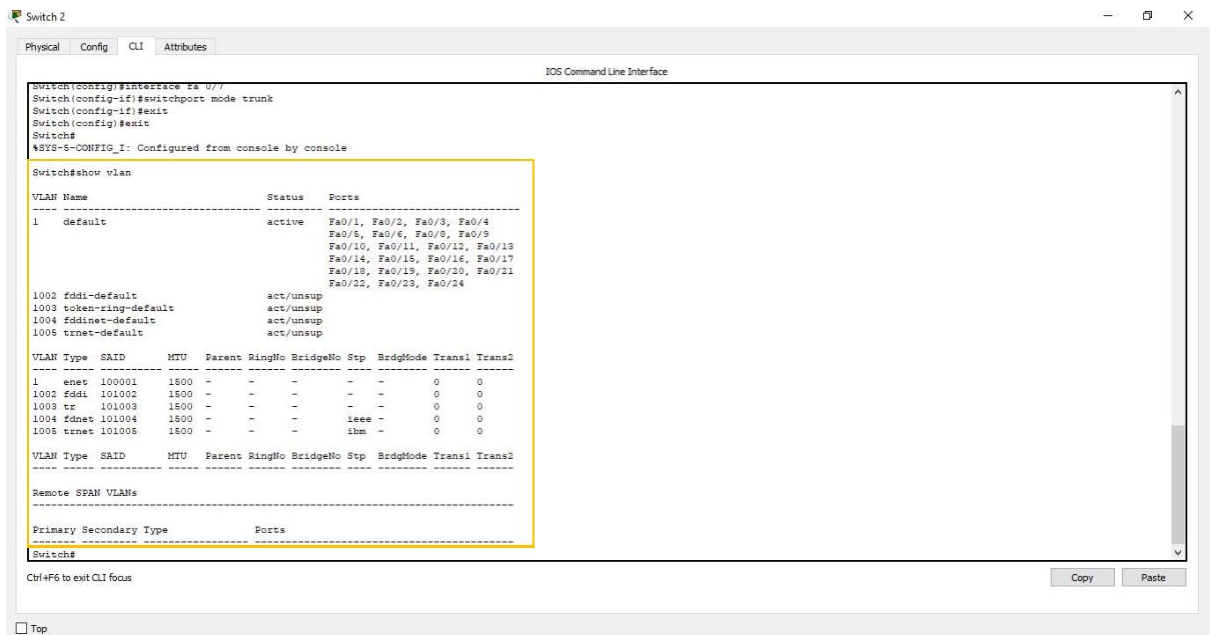 Switch 2
Physical Config CLI Attributes
IOS Command Line Interface
Switch(config)#interface fa 0/7
Switch(config-if)#switchport mode trunk
Switch(config-if)#exit
Switch(config)#exit
Switch#
%SYS-5-CONFIG_I: Configured from console by console
Switch#show vlan
VLAN Name                             Status    Ports
---- -------------------------------- --------- -------------------------------
1    default                          active    Fa0/1, Fa0/2, Fa0/3, Fa0/4
                                                Fa0/5, Fa0/6, Fa0/8, Fa0/9
                                                Fa0/10, Fa0/11, Fa0/12, Fa0/13
                                                Fa0/14, Fa0/15, Fa0/16, Fa0/17
                                                Fa0/18, Fa0/19, Fa0/20, Fa0/21
                                                Fa0/22, Fa0/23, Fa0/24
1002 fddi-default                     act/unsup
1003 token-ring-default               act/unsup
1004 fddinet-default                  act/unsup
1005 trnet-default                    act/unsup
VLAN Type  SAID       MTU   Parent RingNo BridgeNo Stp  BrdgMode Trans1 Trans2
---- ----- ---------- ----- ------ ------ -------- ---- -------- ------ ------
1    enet  100001     1500  -      -      -        -    -        0      0
1002 fddi  101002     1500  -      -      -        -    -        0      0
1003 tr    101003     1500  -      -      -        -    -        0      0
1004 fdnet 101004     1500  -      -      -        ieee -        0      0
1005 trnet 101005     1500  -      -      -        ibm  -        0      0
VLAN Type  SAID       MTU   Parent RingNo BridgeNo Stp  BrdgMode Trans1 Trans2
---- ----- ---------- ----- ------ ------ -------- ---- -------- ------ ------
Remote SPAN VLANs
------------------------------------------------------------------------------
Primary Secondary Type              Ports
------- --------- ----------------- ------------------------------------------
Switch#
Ctrl+F6 to exit CLI focus
Copy Paste
Top